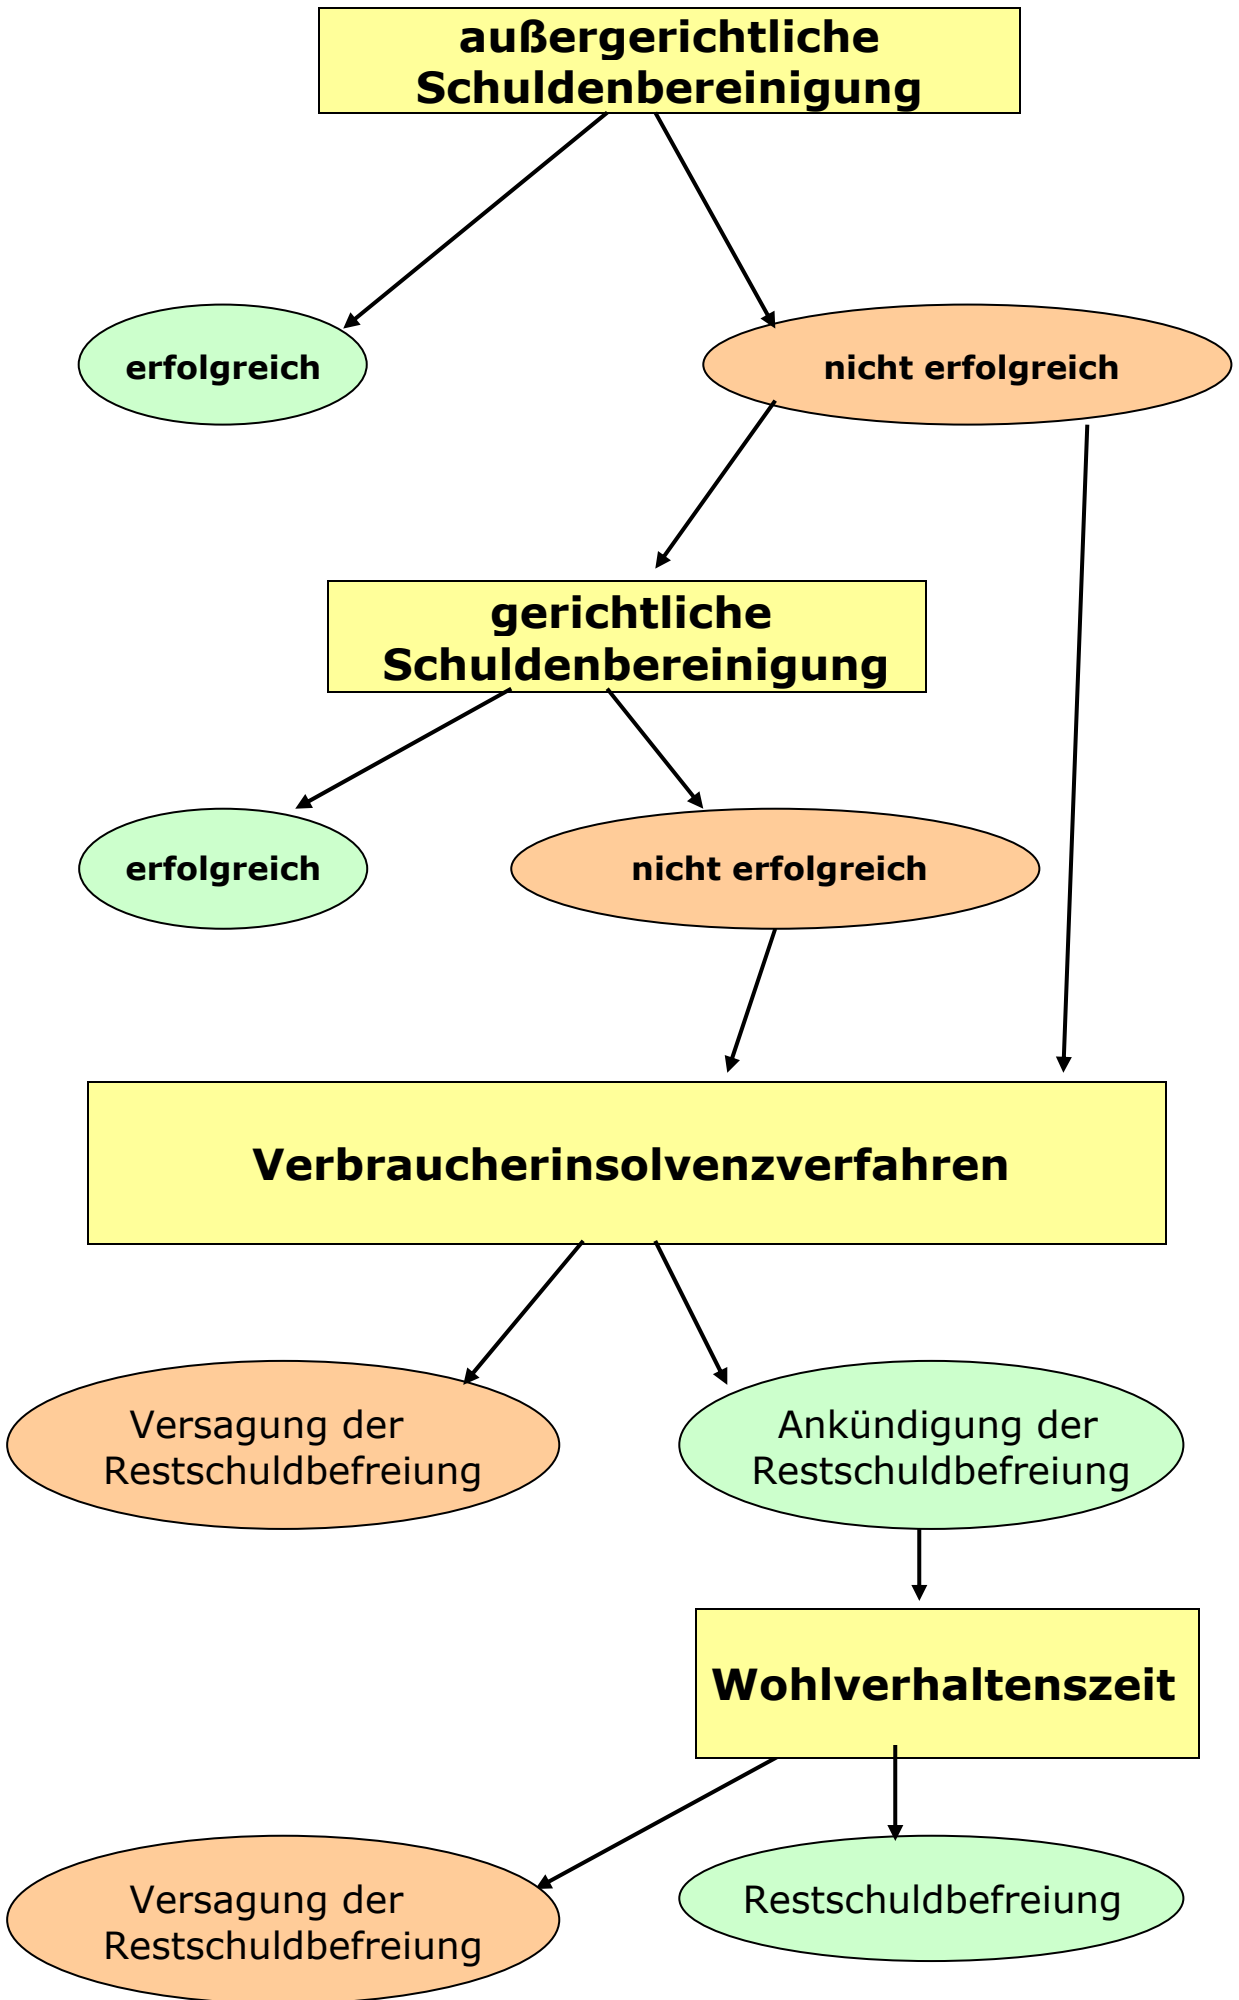 außergerichtliche
Schuldenbereinigung
erfolgreich
nicht erfolgreich
gerichtliche
Schuldenbereinigung
erfolgreich
nicht erfolgreich
Verbraucherinsolvenzverfahren
Versagung der
Restschuldbefreiung
Ankündigung der
Restschuldbefreiung
Wohlverhaltenszeit
Versagung der
Restschuldbefreiung
Restschuldbefreiung